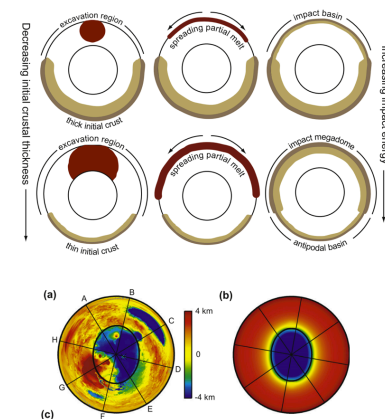 excavation region
spreading partial melt
impact basin
Decreasing initial crustal thickness
Increasing impact energy
thick initial crust
excavation region
spreading partial melt
impact megadome
thin initial crust
antipodal basin
(a)
(b)
A
B
C
D
E
F
G
H
4 km
0
-4 km
(c)